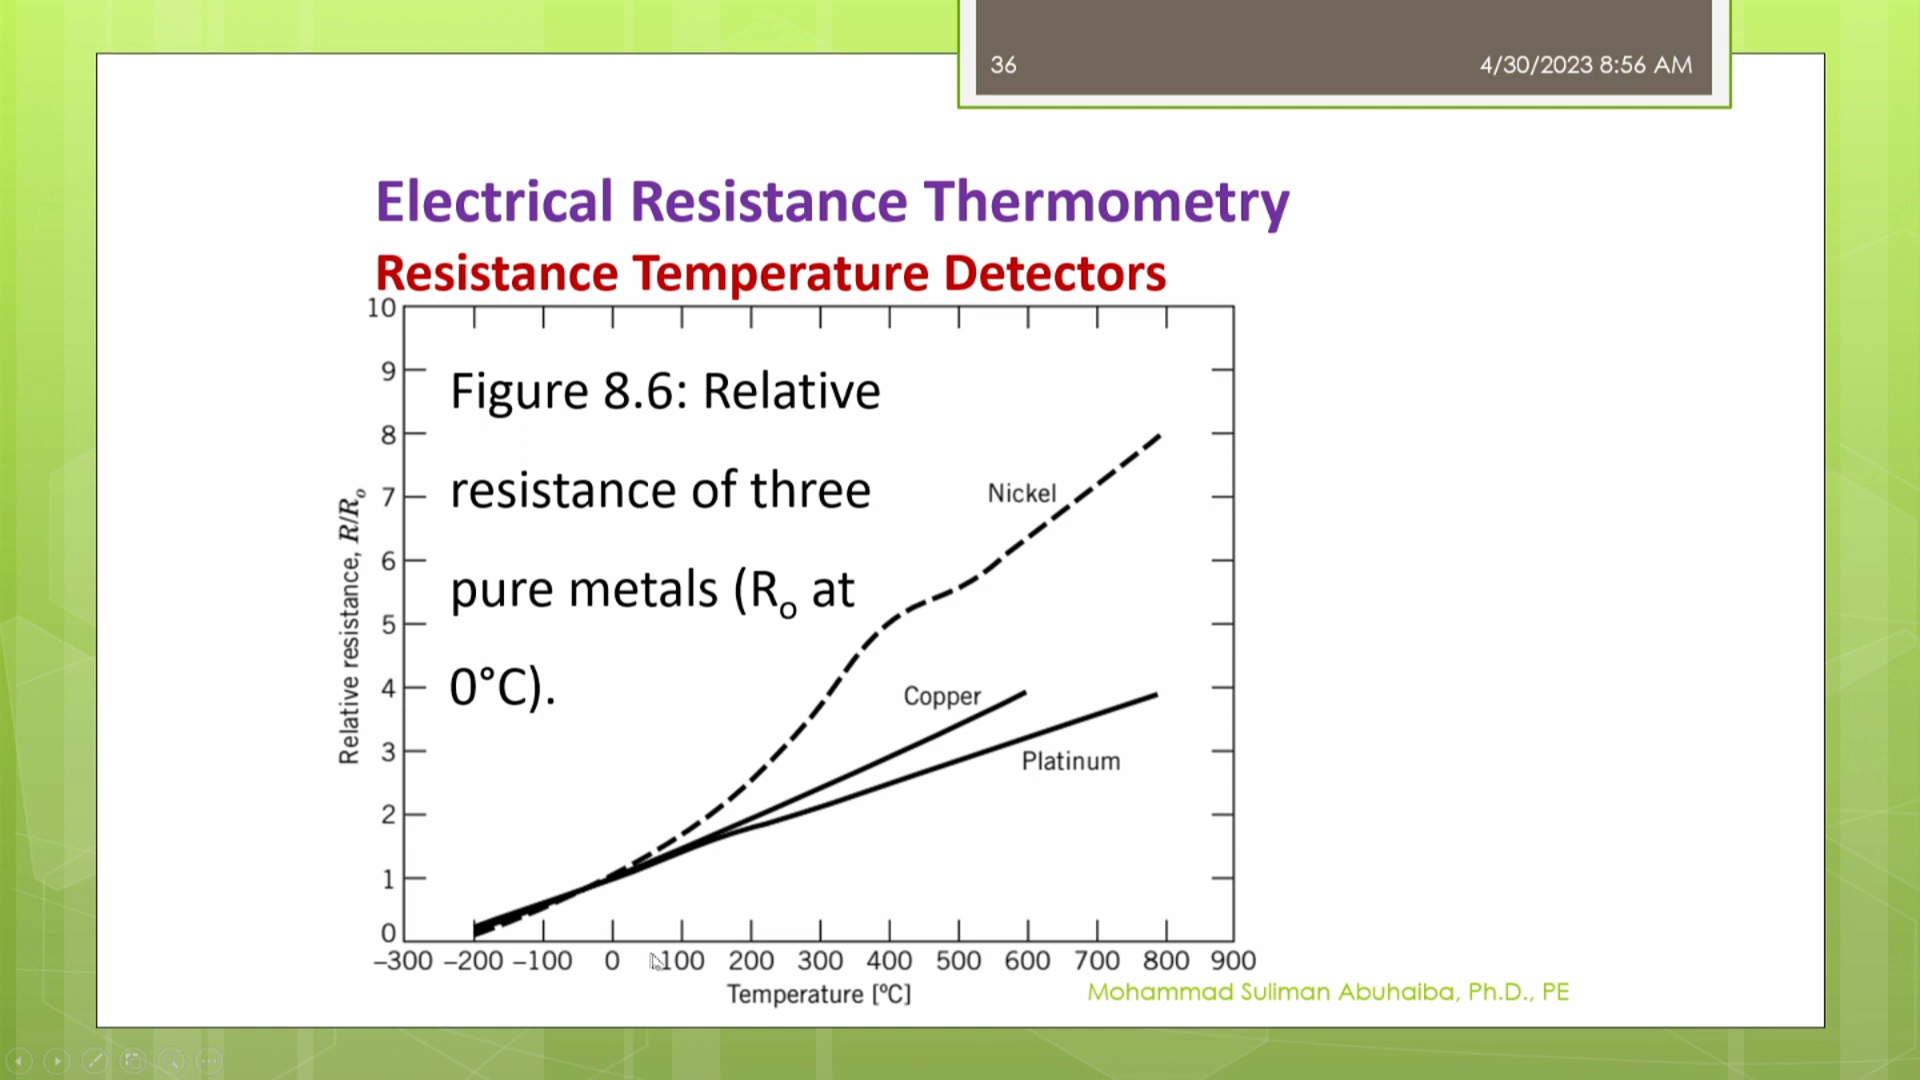 36
4/30/2023 8:56 AM
Electrical Resistance Thermometry
Resistance Temperature Detectors
Figure 8.6: Relative
resistance of three
pure metals (Rₒ at
0°C).
10
9
8
7
6
5
4
3
2
1
0
Relative resistance, R/Rₒ
Nickel
Copper
Platinum
–300 –200 –100 0 100 200 300 400 500 600 700 800 900
Temperature [°C]
Mohammad Suliman Abuhaiba, Ph.D., PE